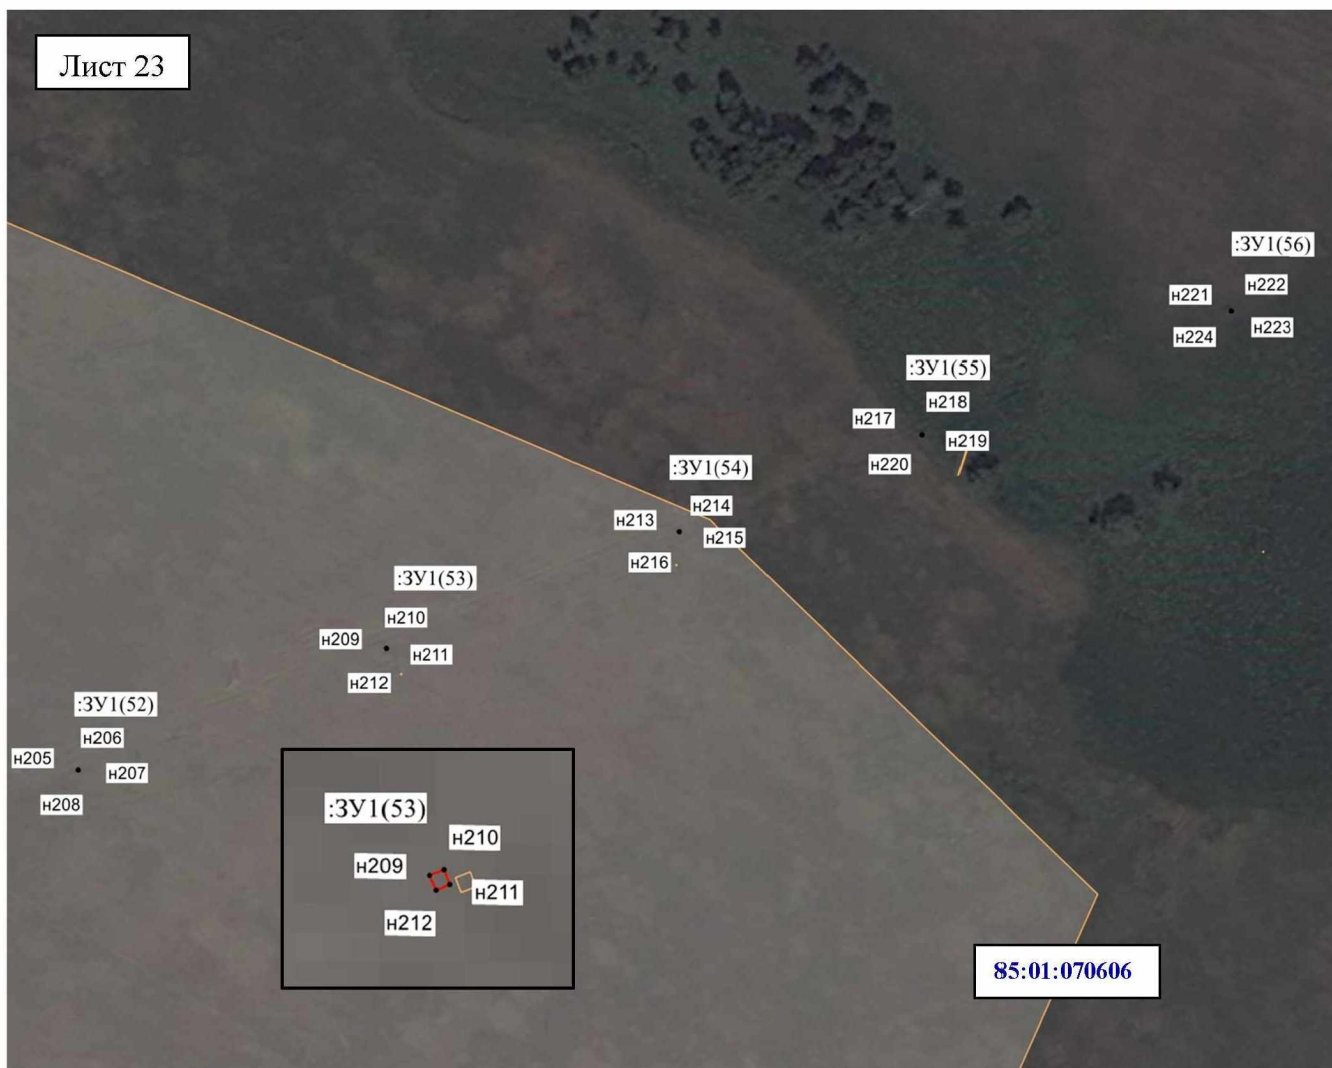 Лист 23
:ЗУ1(56)
н222
н221
н223
н224
:ЗУ1(55)
н218
н217
н219
н220
:ЗУ1(54)
н214
н213
н215
н216
:ЗУ1(53)
н210
н209
н211
н212
:ЗУ1(52)
н206
н205
н207
н208
:ЗУ1(53)
н210
н209
н211
н212
85:01:070606